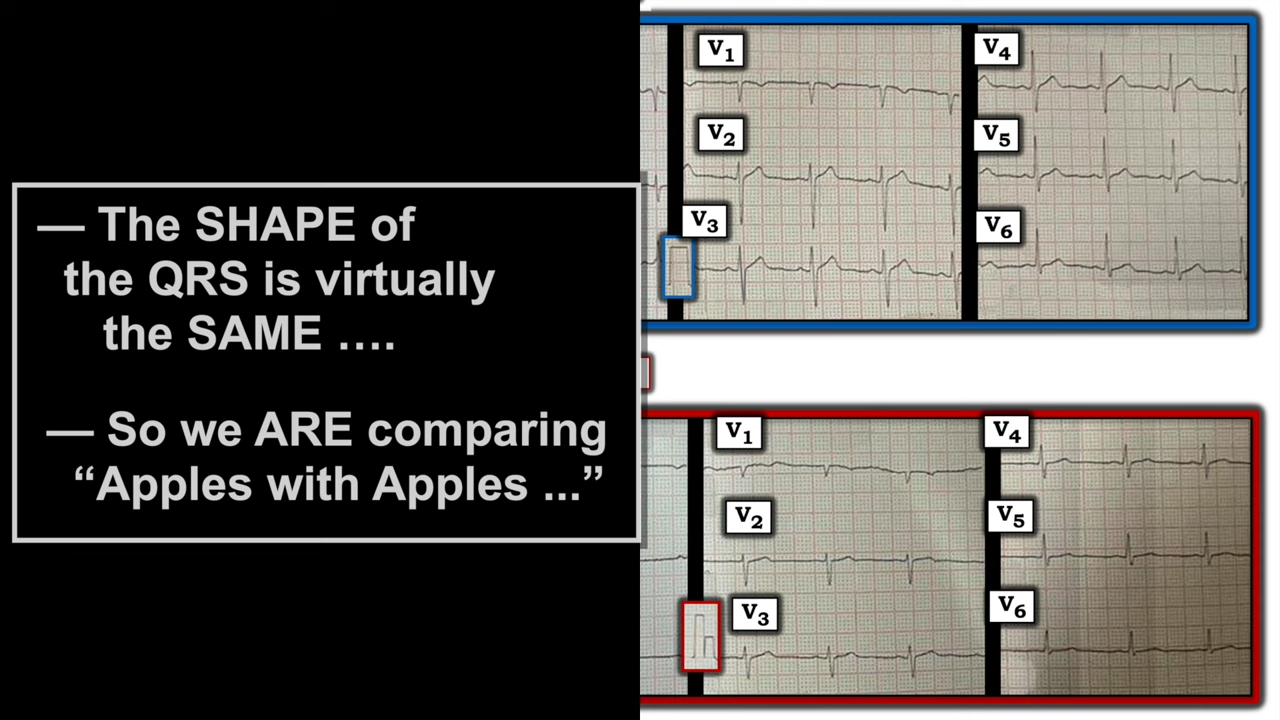 — The SHAPE of
the QRS is virtually
the SAME ….
— So we ARE comparing
“Apples with Apples ...”
V1
V2
V3
V4
V5
V6
V1
V2
V3
V4
V5
V6